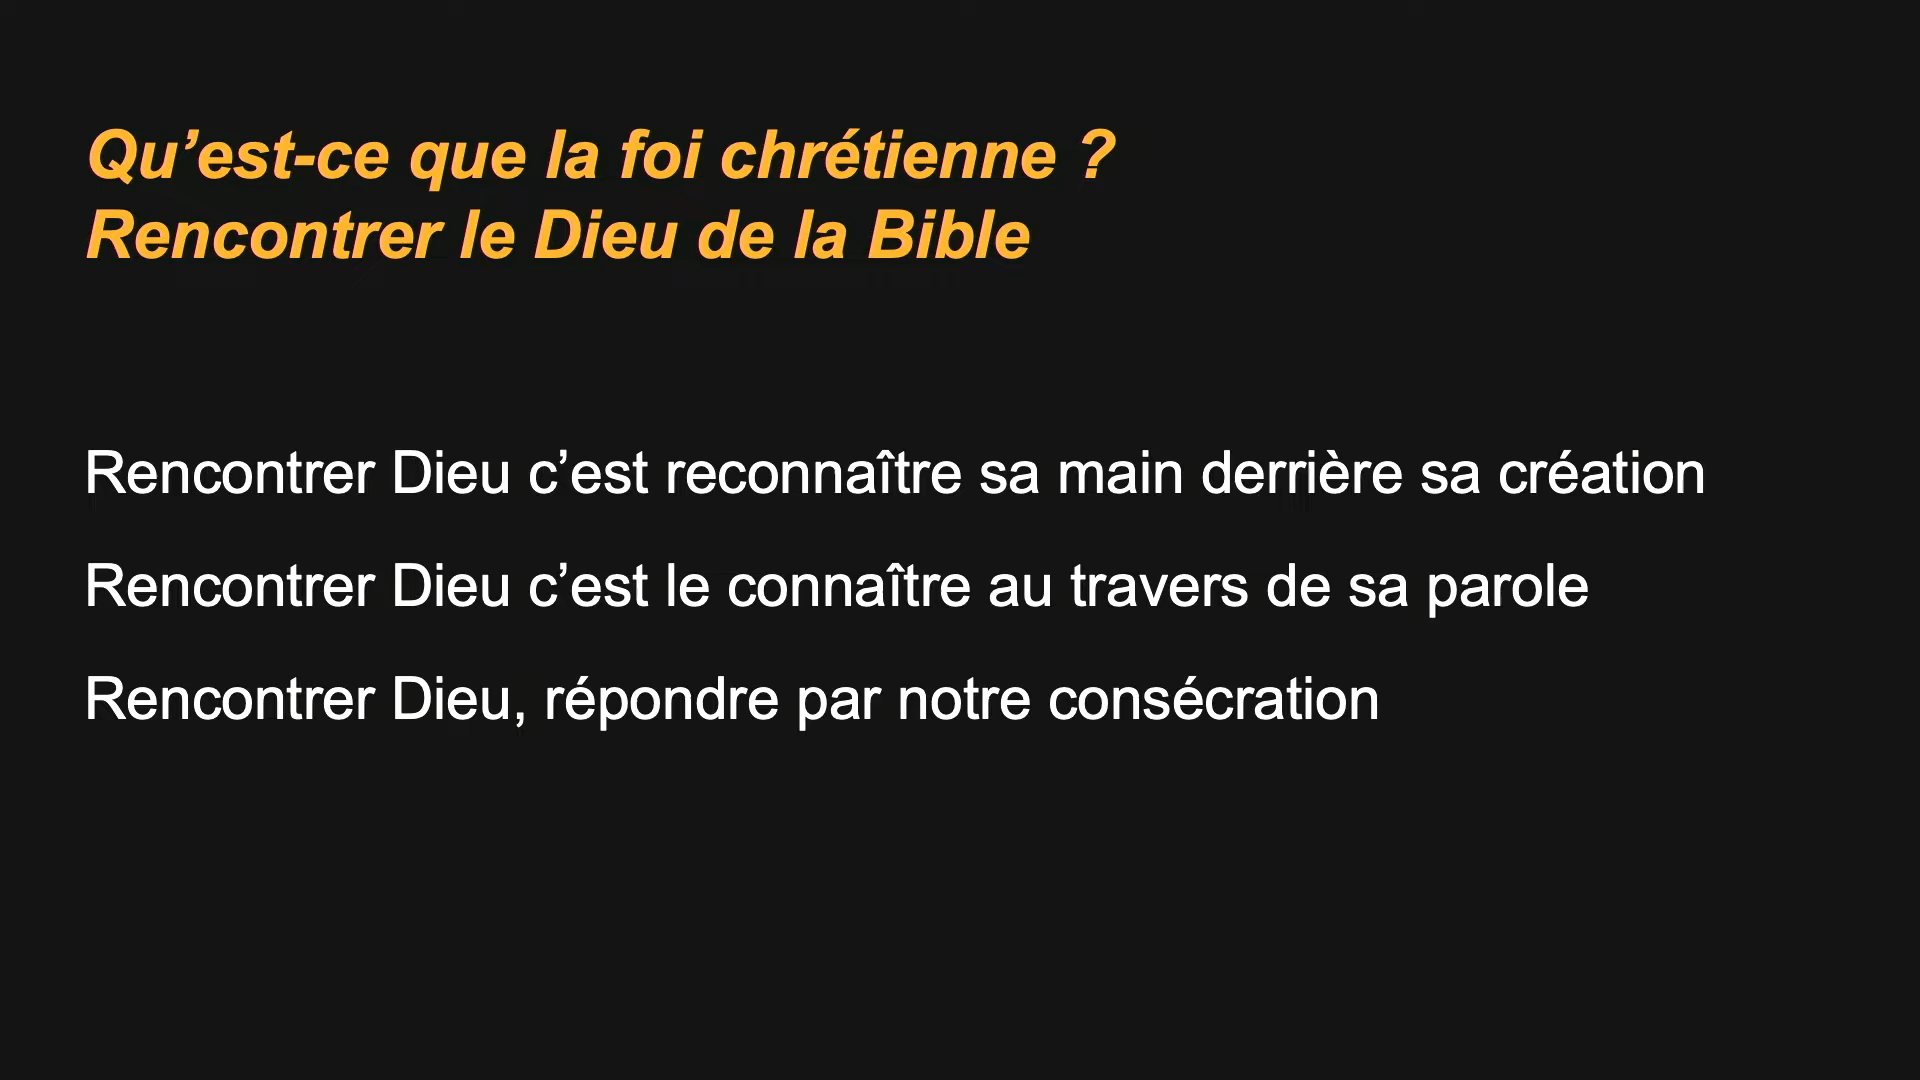 Qu’est-ce que la foi chrétienne ?
Rencontrer le Dieu de la Bible
Rencontrer Dieu c’est reconnaître sa main derrière sa création
Rencontrer Dieu c’est le connaître au travers de sa parole
Rencontrer Dieu, répondre par notre consécration